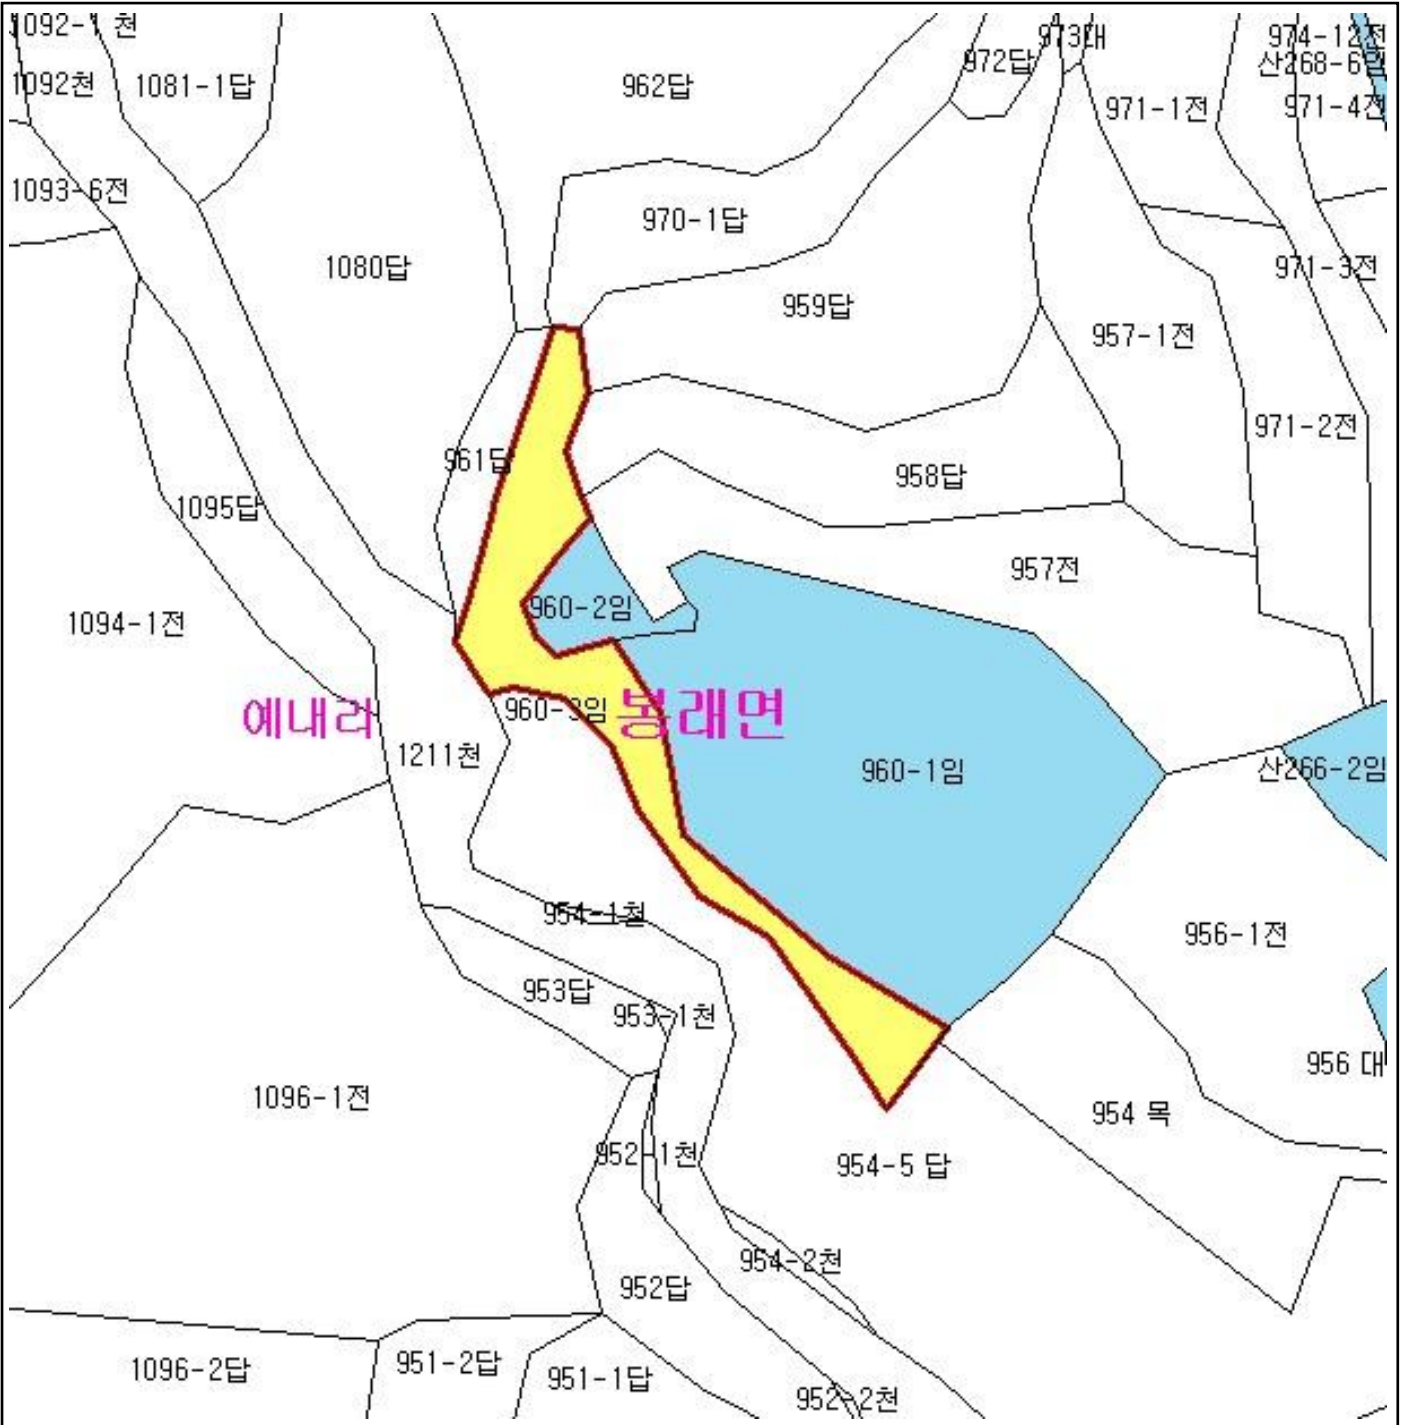 1092-1 천
973대
974-12전
972답
산268-6임
962답
1092천
1081-1답
971-1전
971-4전
1093-6전
970-1답
1080답
971-3전
959답
957-1전
971-2전
961답
958답
1095답
957전
960-2임
1094-1전
960-3임
예내리
봉래면
1211천
960-1임
산266-2임
954-1천
956-1전
953답
953-1천
956 대
1096-1전
954 목
952-1천
954-5 답
954-2천
952답
951-2답
1096-2답
951-1답
952-2천